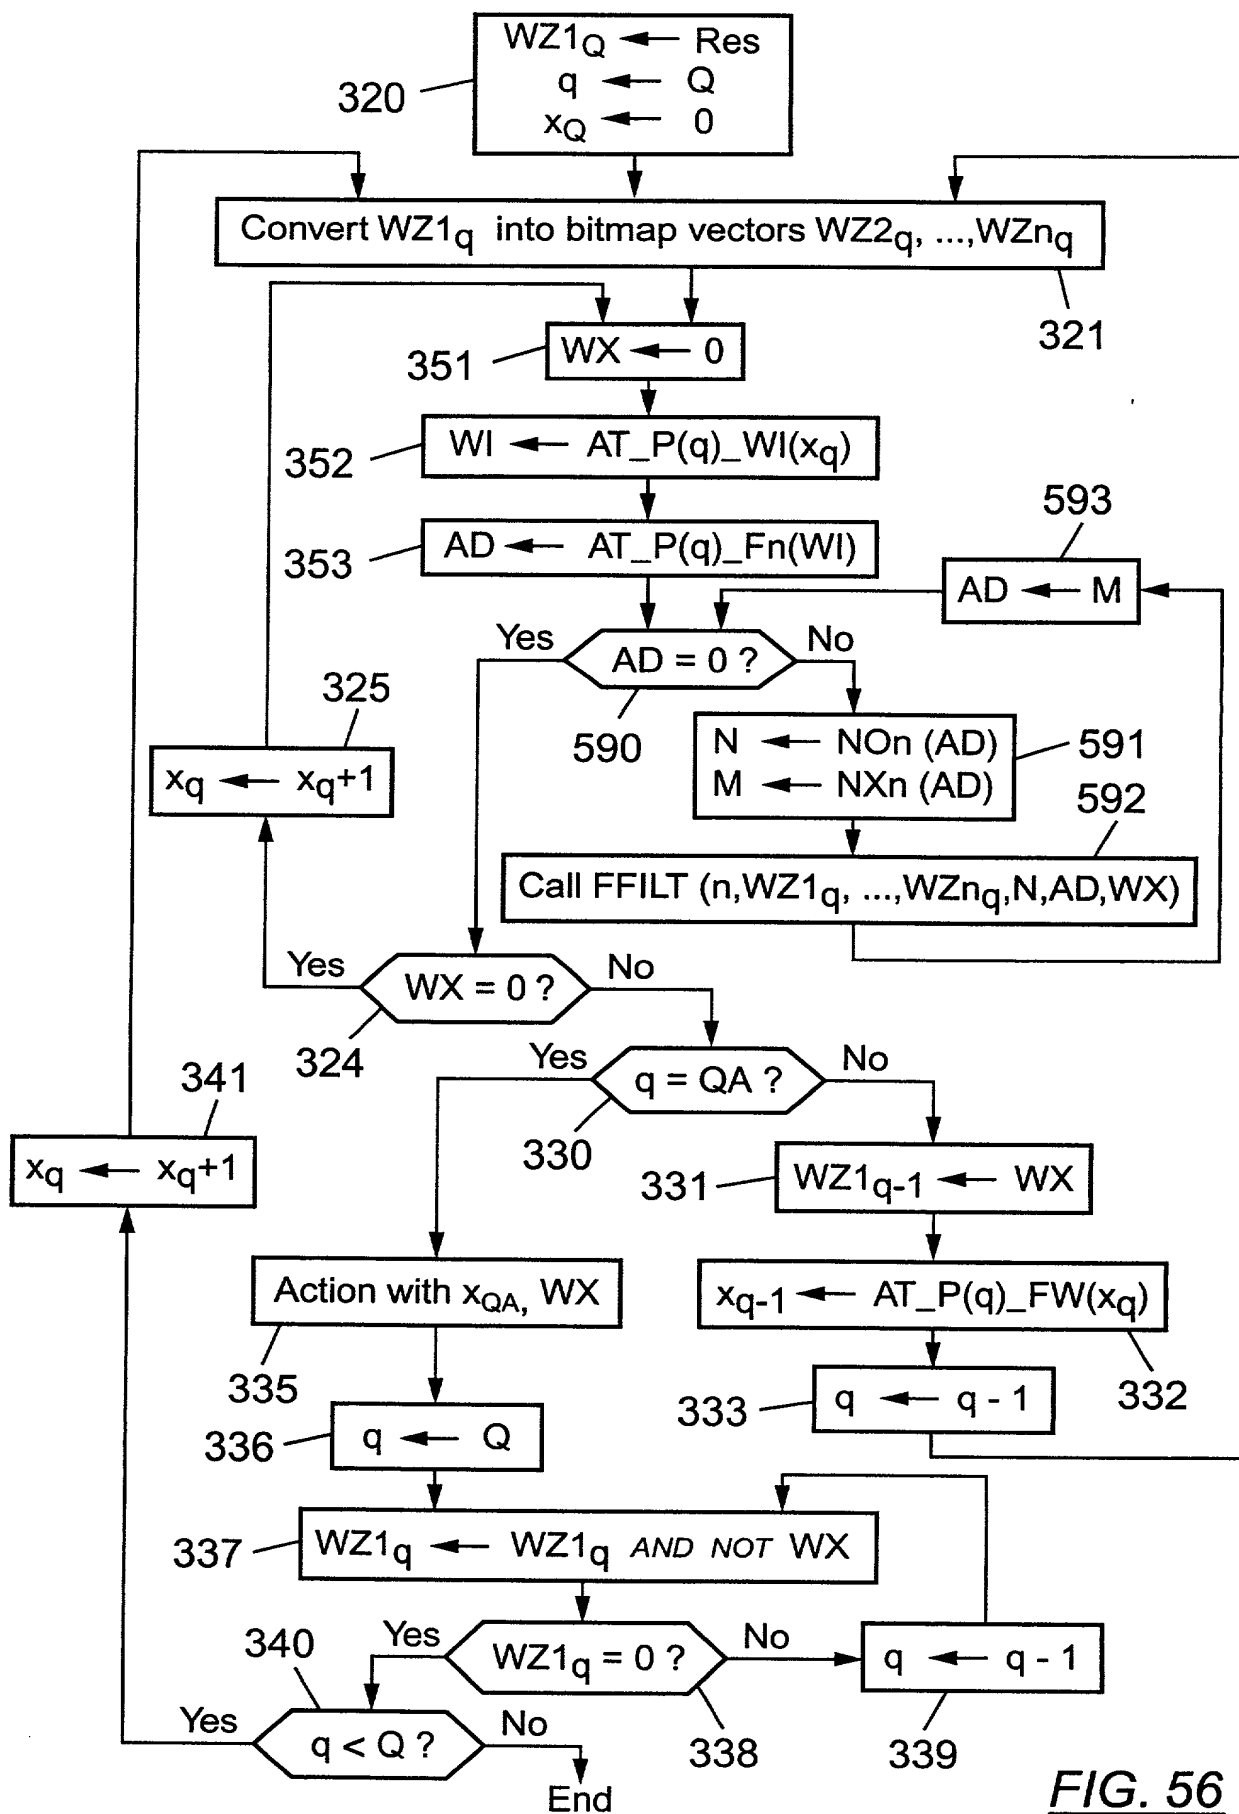 WZ1Q ← Res
q ← Q
xQ ← 0
320
Convert WZ1q into bitmap vectors WZ2q, ...,WZnq
321
WX ← 0
351
WI ← AT_P(q)_WI(xq)
352
AD ← AT_P(q)_Fn(WI)
353
593
AD ← M
Yes
AD = 0 ?
No
590
325
xq ← xq+1
N ← NOn (AD)
M ← NXn (AD)
591
592
Call FFILT (n,WZ1q, ...,WZnq,N,AD,WX)
Yes
WX = 0 ?
No
324
Yes
q = QA ?
No
330
341
xq ← xq+1
331
WZ1q-1 ← WX
Action with xQA, WX
335
xq-1 ← AT_P(q)_FW(xq)
332
333
q ← q - 1
336
q ← Q
337
WZ1q ← WZ1q AND NOT WX
340
Yes
WZ1q = 0 ?
No
338
q ← q - 1
339
Yes
q < Q ?
No
End
FIG. 56